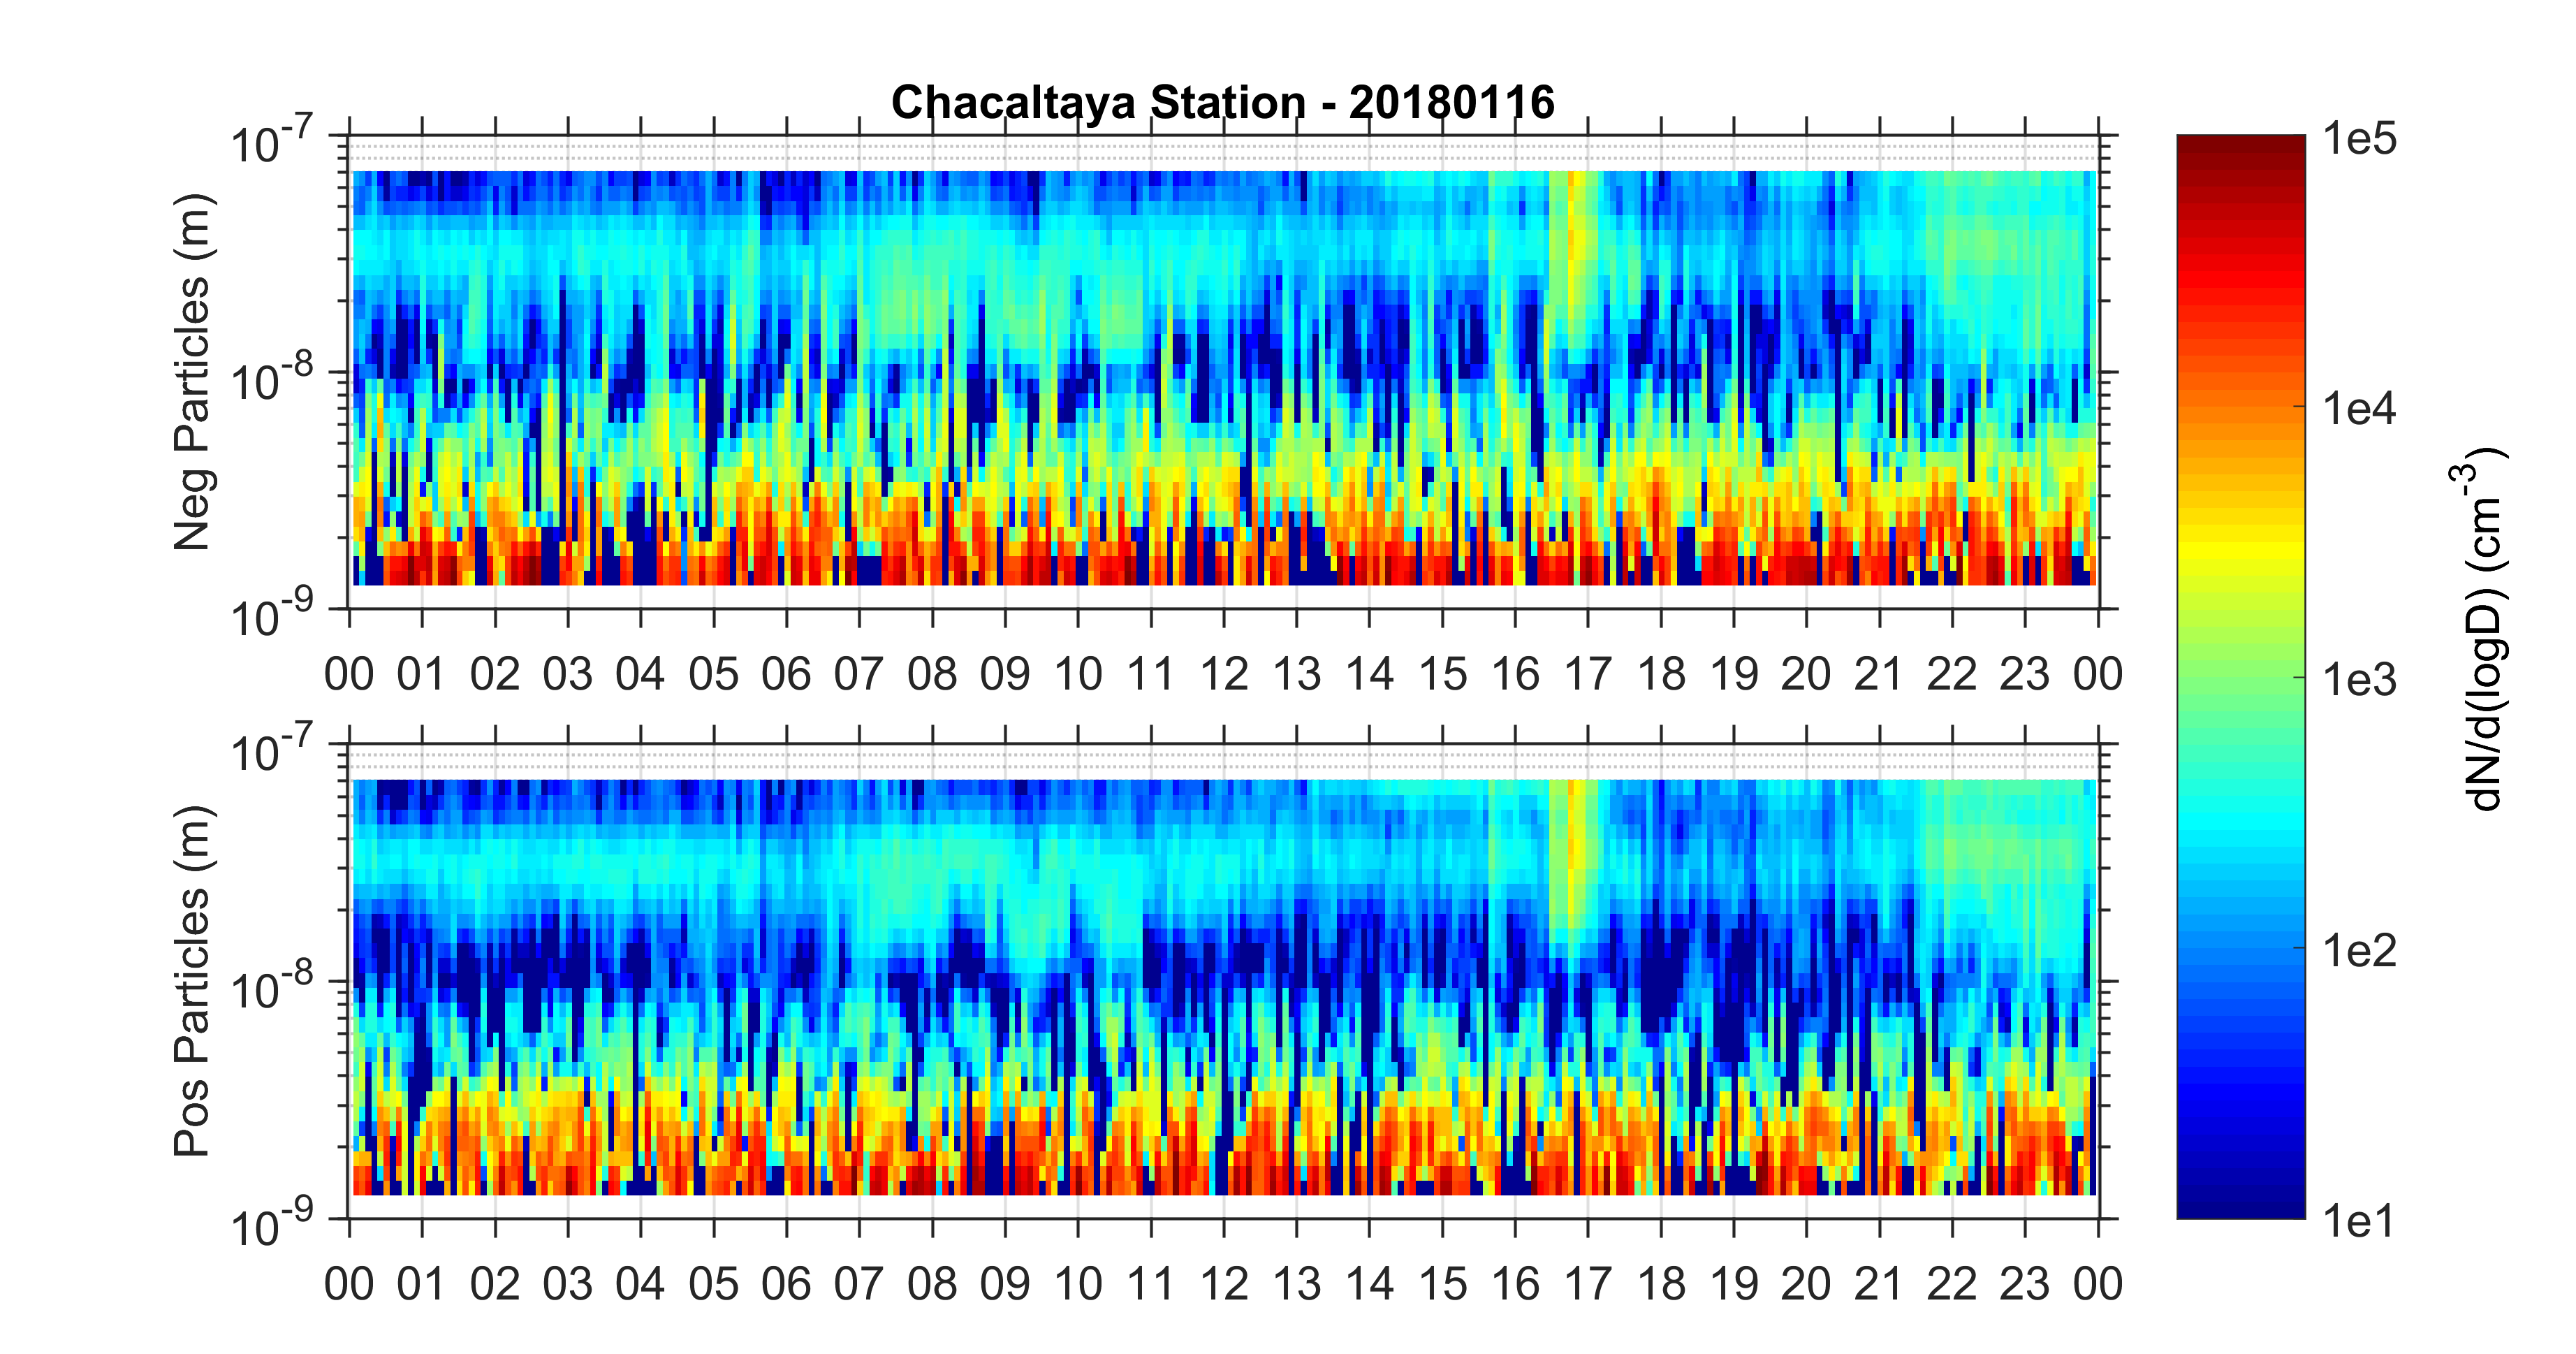 Chacaltaya Station - 20180116
10-7
10-8
10-9
Neg Particles (m)
00 01 02 03 04 05 06 07 08 09 10 11 12 13 14 15 16 17 18 19 20 21 22 23 00
10-7
10-8
10-9
Pos Particles (m)
00 01 02 03 04 05 06 07 08 09 10 11 12 13 14 15 16 17 18 19 20 21 22 23 00
1e5
1e4
1e3
1e2
1e1
dN/d(logD) (cm-3)